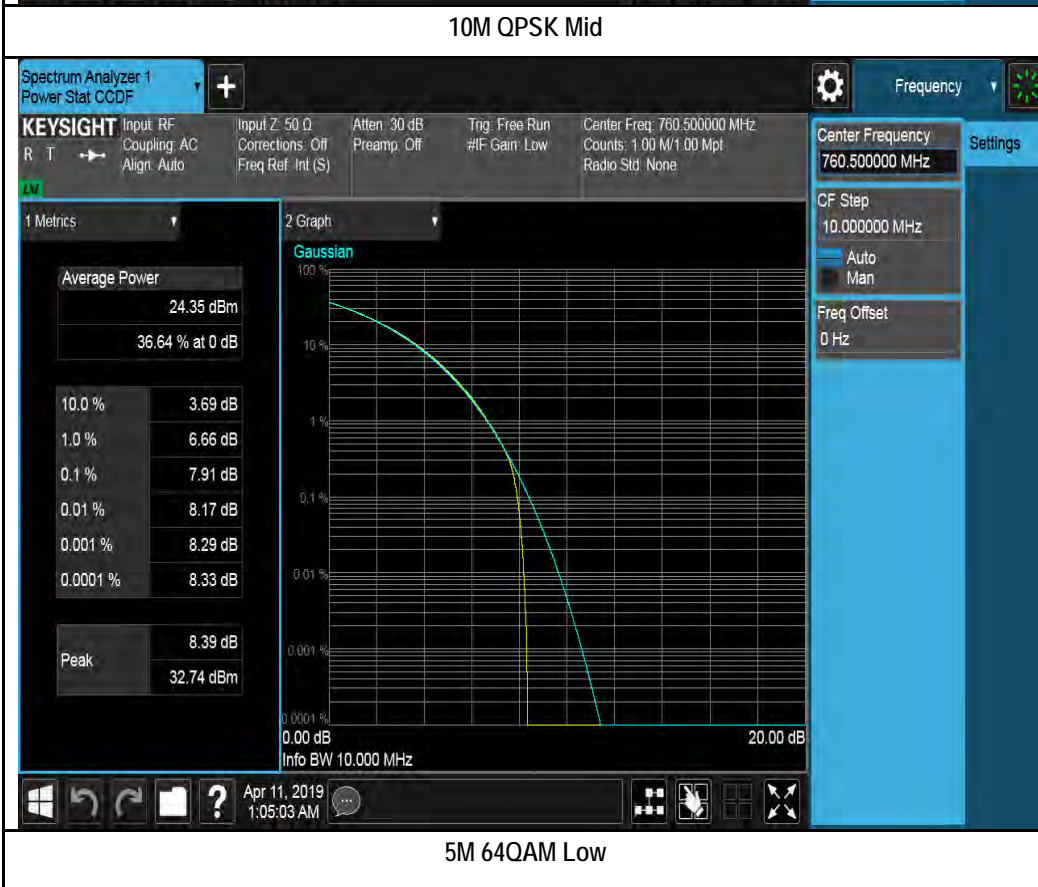 10M QPSK Mid
Spectrum Analyzer 1
Power Stat CCDF
+
Frequency
KEYSIGHT
R T
LV
Input: RF
Coupling: AC
Align: Auto
Input Z: 50 Ω
Corrections: Off
Freq Ref: Int (S)
Atten: 30 dB
Preamp: Off
Trig: Free Run
#IF Gain: Low
Center Freq: 760.500000 MHz
Counts: 1.00 M/1.00 Mpt
Radio Std: None
Center Frequency
760.500000 MHz
Settings
CF Step
10.000000 MHz
Auto
Man
Freq Offset
0 Hz
1 Metrics
Average Power
24.35 dBm
36.64 % at 0 dB
10.0 % 3.69 dB
1.0 % 6.66 dB
0.1 % 7.91 dB
0.01 % 8.17 dB
0.001 % 8.29 dB
0.0001 % 8.33 dB
Peak 8.39 dB
32.74 dBm
2 Graph
Gaussian
100 %
10 %
1 %
0.1 %
0.01 %
0.001 %
0.0001 %
0.00 dB 20.00 dB
Info BW 10.000 MHz
?
Apr 11, 2019
1:05:03 AM
5M 64QAM Low